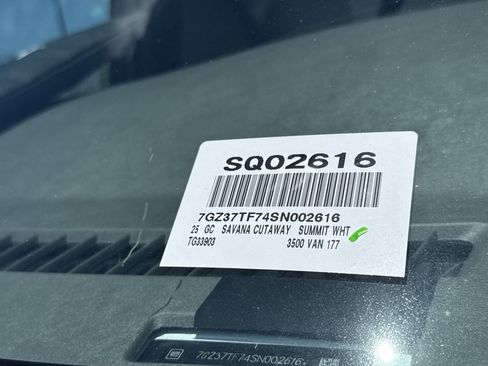 SQ02616
7GZ37TF74SN002616
25 GC SAVANA CUTAWAY SUMMIT WHT
TG33903 3500 VAN 177
7GZ37TF74SN002616